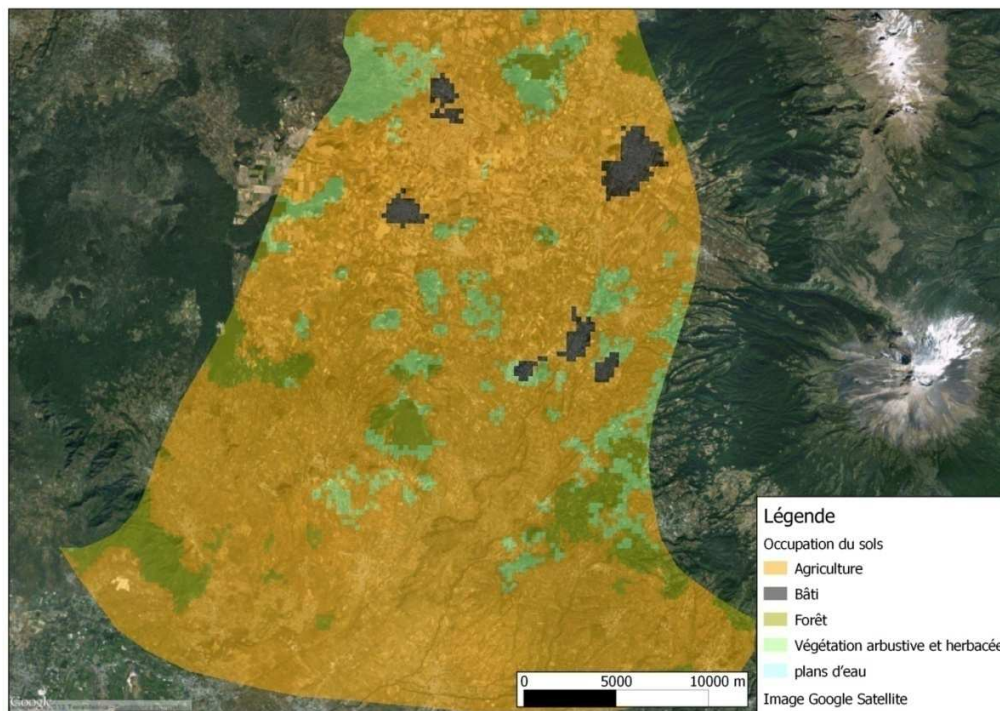 Légende
Occupation du sols
Agriculture
Bâti
Forêt
Végétation arbustive et herbacée
plans d'eau
Image Google Satellite
0 5000 10000 m
Google